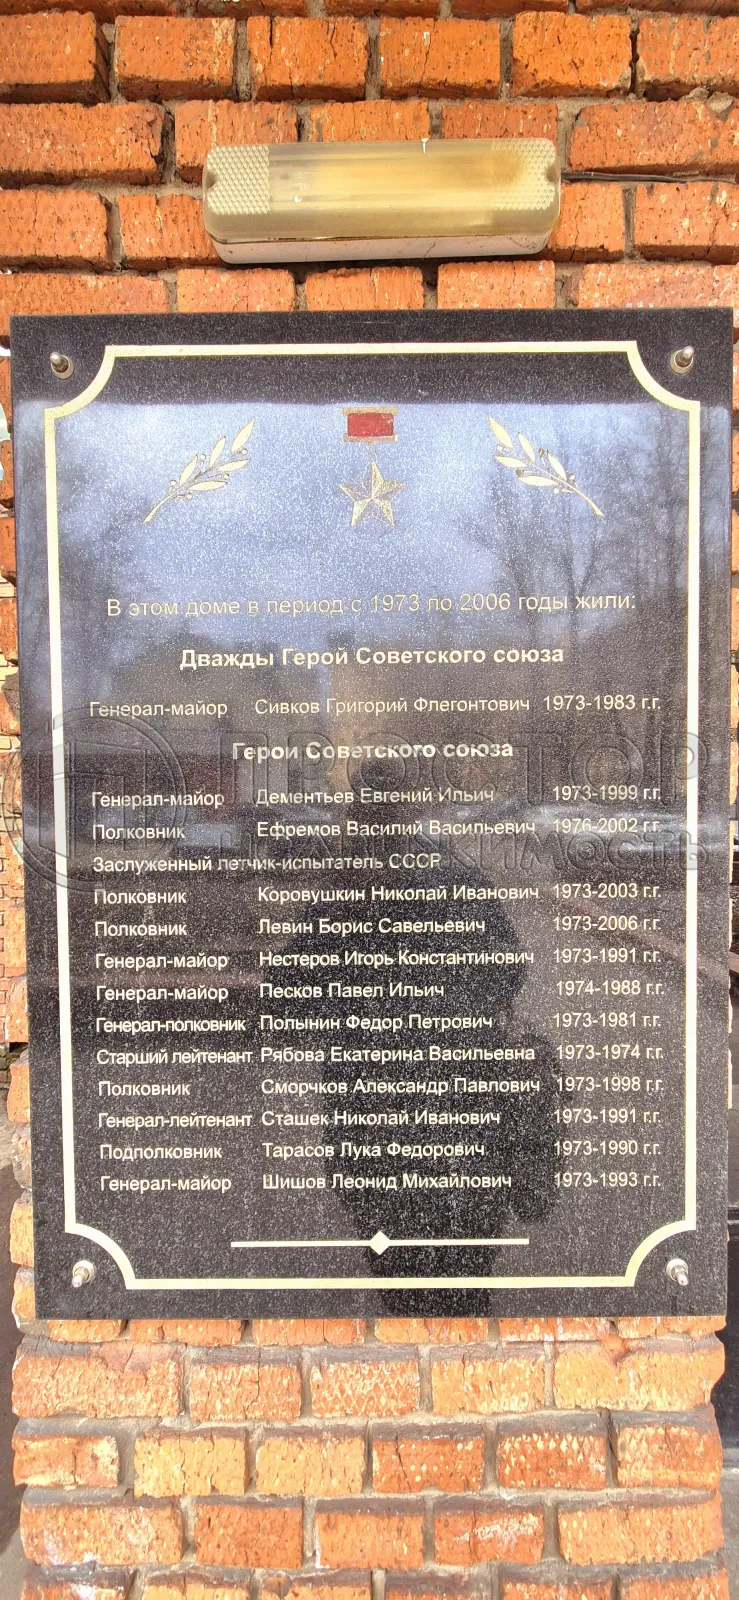 В этом доме в период с 1973 по 2006 годы жили:
Дважды Герой Советского союза
Генерал-майор Сивков Григорий Флегонтович 1973-1983 г.г.
Герои Советского союза
Генерал-майор Дементьев Евгений Ильич 1973-1999 г.г.
Полковник Ефремов Василий Васильевич 1976-2002 г.г.
Заслуженный летчик-испытатель СССР
Полковник Коровушкин Николай Иванович 1973-2003 г.г.
Полковник Левин Борис Савельевич 1973-2006 г.г.
Генерал-майор Нестеров Игорь Константинович 1973-1991 г.г.
Генерал-майор Песков Павел Ильич 1974-1988 г.г.
Генерал-полковник Полынин Федор Петрович 1973-1981 г.г.
Старший лейтенант Рябова Екатерина Васильевна 1973-1974 г.г.
Полковник Сморчков Александр Павлович 1973-1998 г.г.
Генерал-лейтенант Сташек Николай Иванович 1973-1991 г.г.
Подполковник Тарасов Лука Федорович 1973-1990 г.г.
Генерал-майор Шишов Леонид Михайлович 1973-1993 г.г.
ПРОСТОР
недвижимость